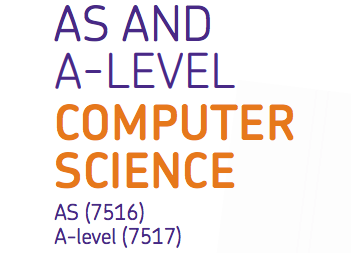 AS AND
A-LEVEL
COMPUTER
SCIENCE
AS (7516)
A-level (7517)